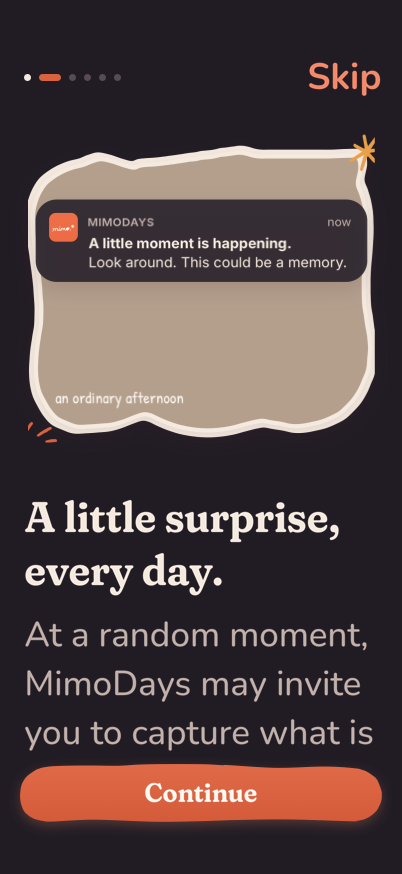 Skip
mimo
MIMODAYS now
A little moment is happening.
Look around. This could be a memory.
an ordinary afternoon
A little surprise,
every day.
At a random moment,
MimoDays may invite
you to capture what is
Continue